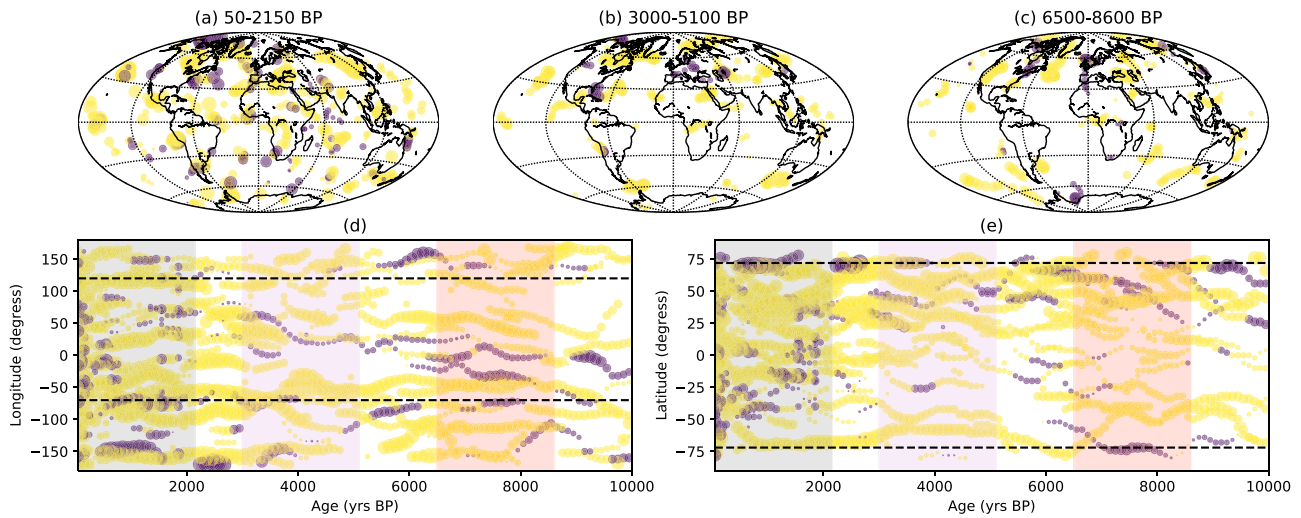 (a) 50-2150 BP
(b) 3000-5100 BP
(c) 6500-8600 BP
(d)
(e)
Longitude (degress)
150
100
50
0
−50
−100
−150
2000
4000
6000
8000
10000
Age (yrs BP)
Latitude (degress)
75
50
25
0
−25
−50
−75
2000
4000
6000
8000
10000
Age (yrs BP)